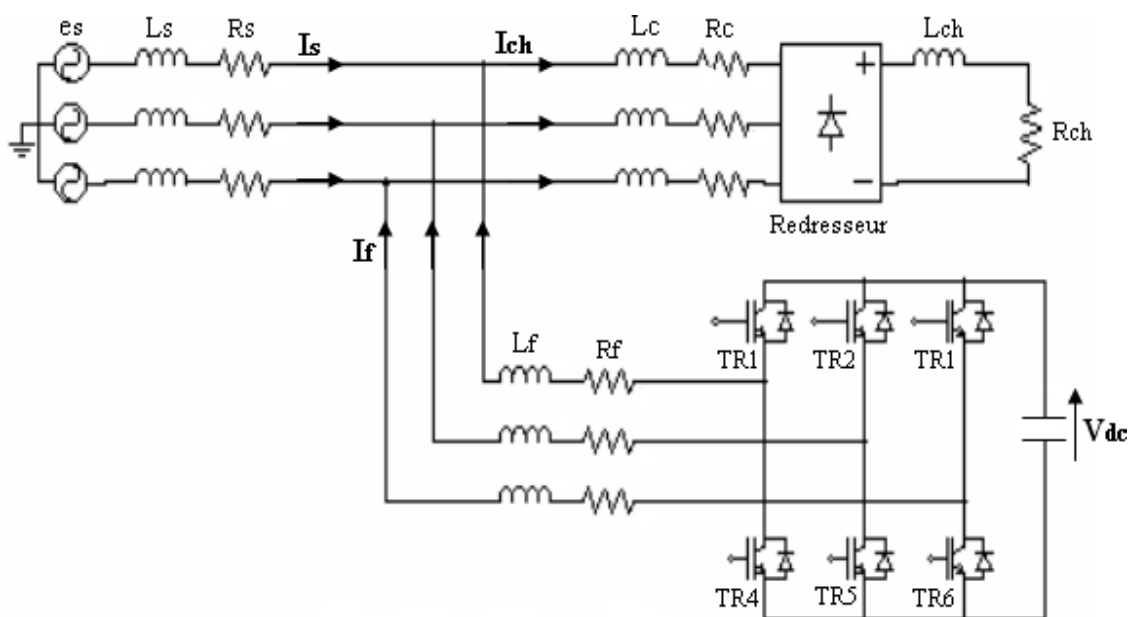 es Ls Rs Is Ich Lc Rc Lch
+
Rch
−
Redresseur
If
Lf Rf
TR1 TR2 TR1
Vdc
TR4 TR5 TR6